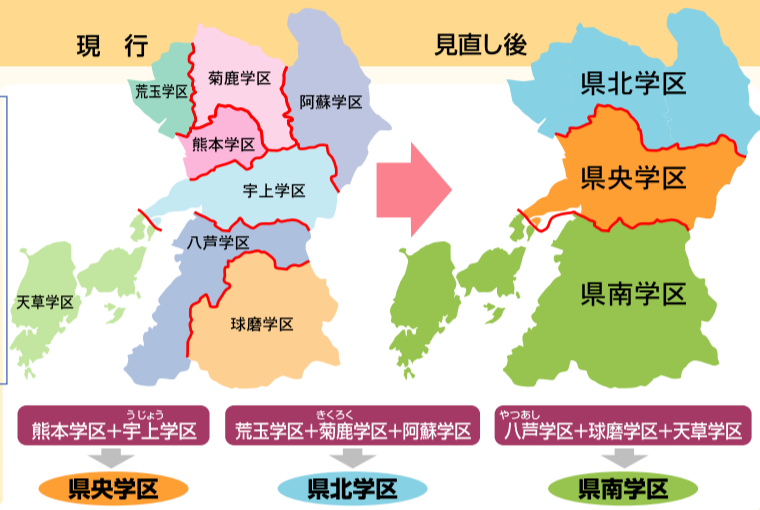 現 行
見直し後
荒玉学区
菊鹿学区
阿蘇学区
熊本学区
宇上学区
八芦学区
天草学区
球磨学区
県北学区
県央学区
県南学区
うじょう
熊本学区+宇上学区
きくろく
荒玉学区+菊鹿学区+阿蘇学区
やつあし
八芦学区+球磨学区+天草学区
県央学区
県北学区
県南学区